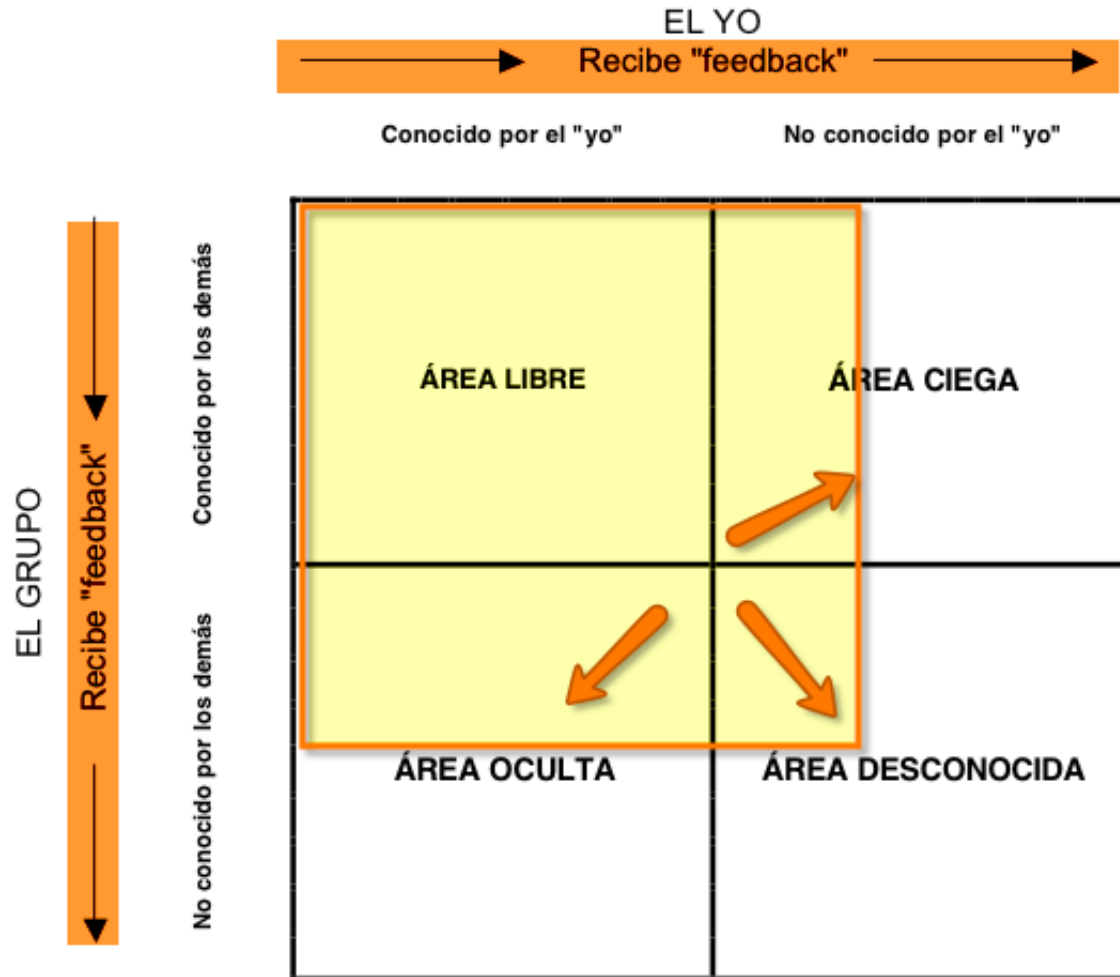 EL YO
Recibe "feedback"
Conocido por el "yo"
No conocido por el "yo"
EL GRUPO
Recibe "feedback"
Conocido por los demás
No conocido por los demás
ÁREA LIBRE
ÁREA CIEGA
ÁREA OCULTA
ÁREA DESCONOCIDA